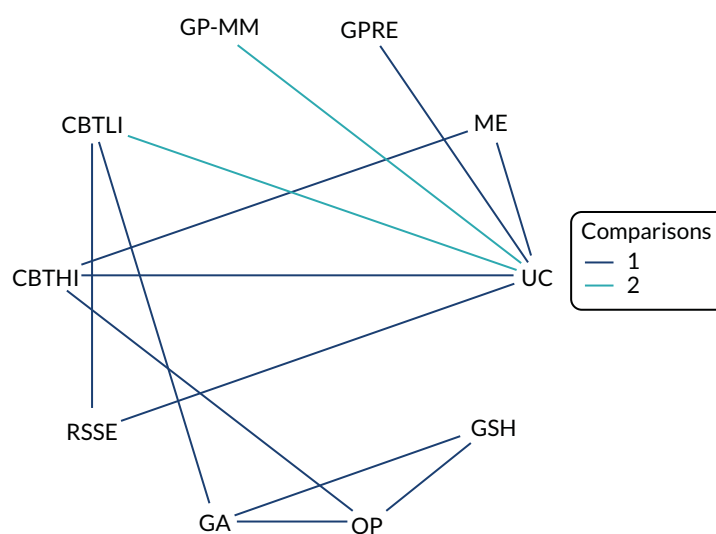 GP-MM
GPRE
CBTLI
ME
CBTHI
UC
Comparisons
1
2
RSSE
GSH
GA
OP